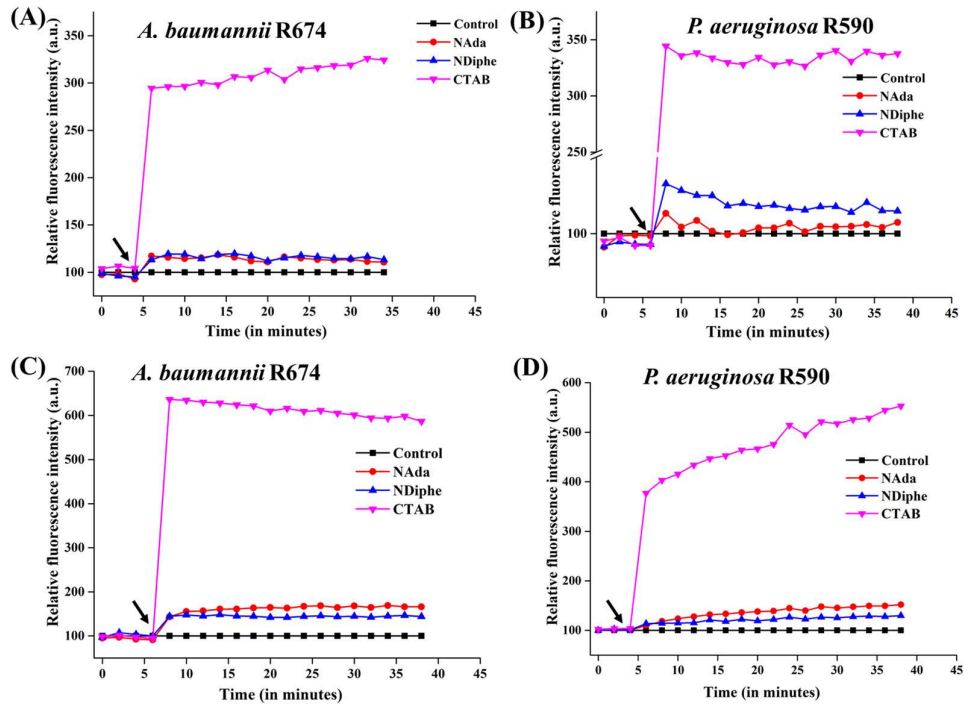 (A)
A. baumannii R674
Relative fluorescence intensity (a.u.)
350
300
250
200
150
100
0 5 10 15 20 25 30 35 40 45
Time (in minutes)
Control
NAda
NDiphe
CTAB
(B)
P. aeruginosa R590
Relative fluorescence intensity (a.u.)
350
300
250
100
0 5 10 15 20 25 30 35 40 45
Time (in minutes)
Control
NAda
NDiphe
CTAB
(C)
A. baumannii R674
Relative fluorescence intensity (a.u.)
700
600
500
400
300
200
100
0 5 10 15 20 25 30 35 40 45
Time (in minutes)
Control
NAda
NDiphe
CTAB
(D)
P. aeruginosa R590
Relative fluorescence intensity (a.u.)
600
500
400
300
200
100
0 5 10 15 20 25 30 35 40 45
Time (in minutes)
Control
NAda
NDiphe
CTAB